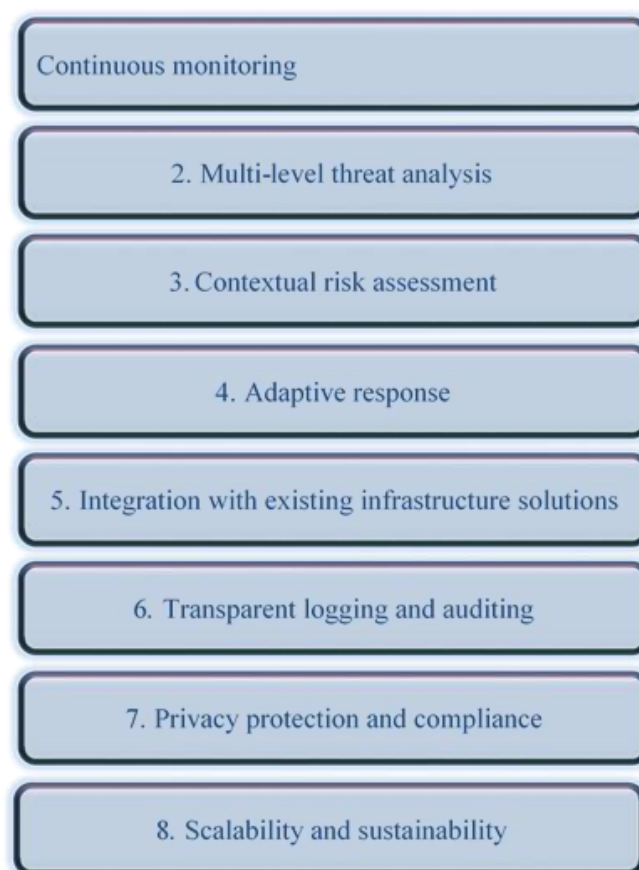 Continuous monitoring
2. Multi-level threat analysis
3. Contextual risk assessment
4. Adaptive response
5. Integration with existing infrastructure solutions
6. Transparent logging and auditing
7. Privacy protection and compliance
8. Scalability and sustainability